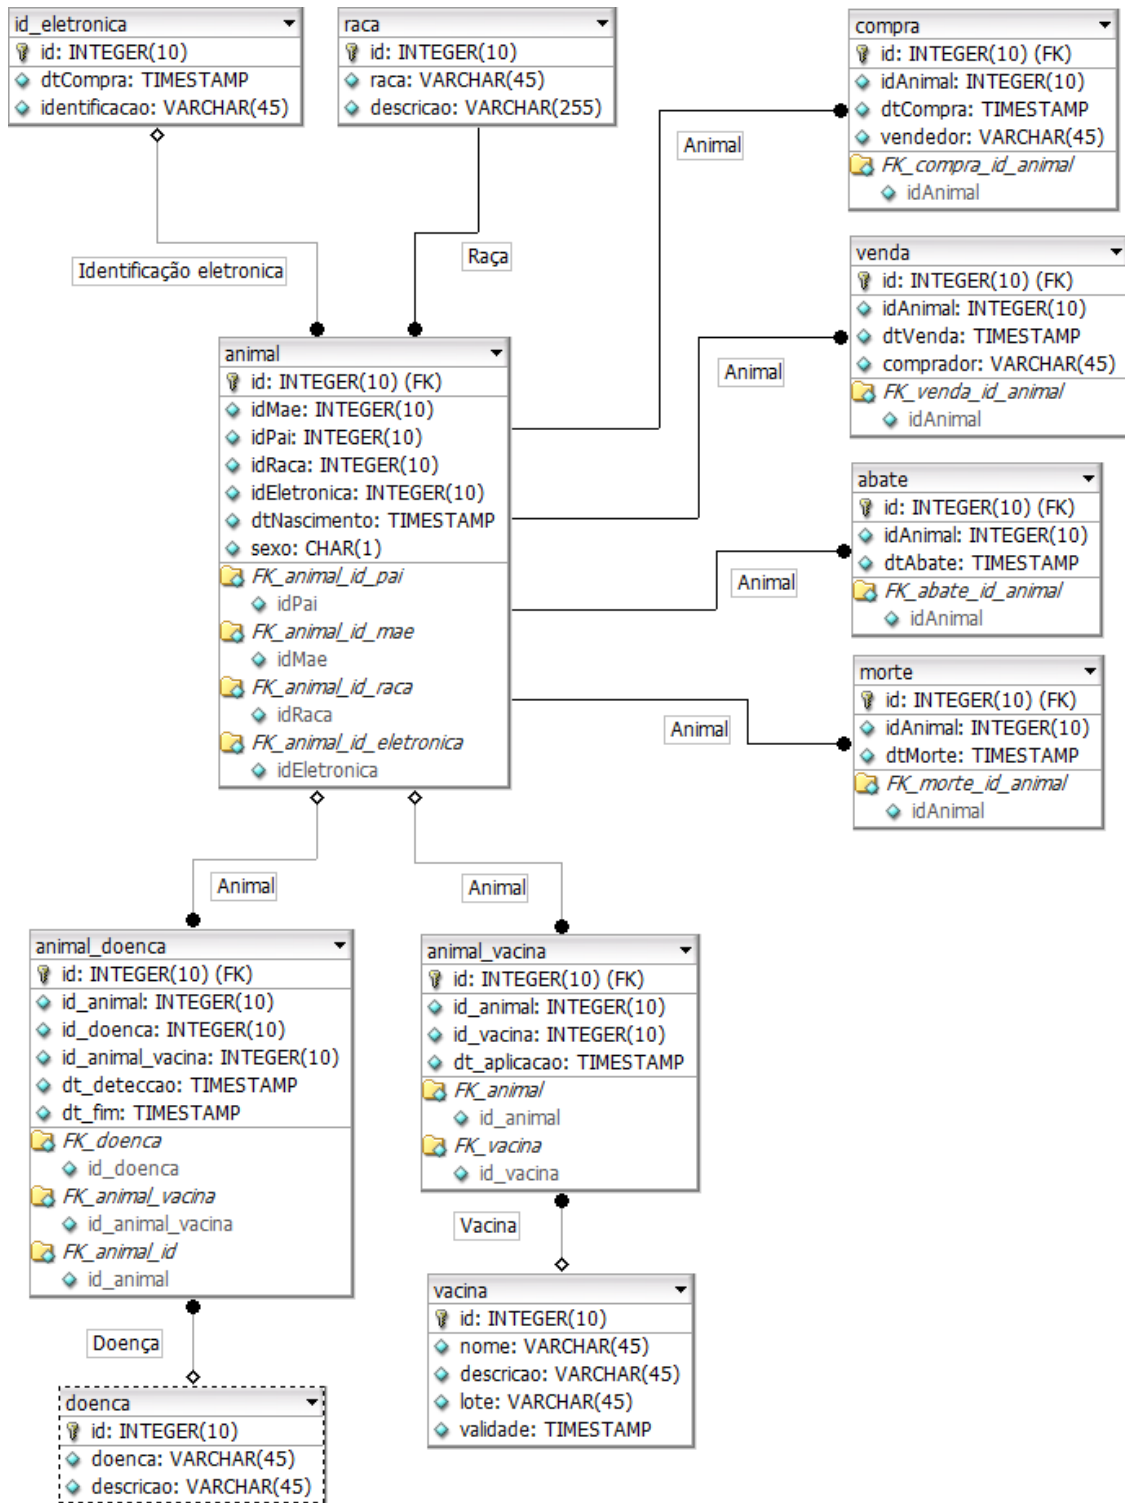 id_eletronica
id: INTEGER(10)
dtCompra: TIMESTAMP
identificacao: VARCHAR(45)
raca
id: INTEGER(10)
raca: VARCHAR(45)
descricao: VARCHAR(255)
compra
id: INTEGER(10) (FK)
idAnimal: INTEGER(10)
dtCompra: TIMESTAMP
vendedor: VARCHAR(45)
FK_compra_id_animal
idAnimal
Animal
Identificação eletronica
Raça
venda
id: INTEGER(10) (FK)
idAnimal: INTEGER(10)
dtVenda: TIMESTAMP
comprador: VARCHAR(45)
FK_venda_id_animal
idAnimal
Animal
animal
id: INTEGER(10) (FK)
idMae: INTEGER(10)
idPai: INTEGER(10)
idRaca: INTEGER(10)
idEletronica: INTEGER(10)
dtNascimento: TIMESTAMP
sexo: CHAR(1)
FK_animal_id_pai
idPai
FK_animal_id_mae
idMae
FK_animal_id_raca
idRaca
FK_animal_id_eletronica
idEletronica
abate
id: INTEGER(10) (FK)
idAnimal: INTEGER(10)
dtAbate: TIMESTAMP
FK_abate_id_animal
idAnimal
Animal
morte
id: INTEGER(10) (FK)
idAnimal: INTEGER(10)
dtMorte: TIMESTAMP
FK_morte_id_animal
idAnimal
Animal
Animal
Animal
animal_doenca
id: INTEGER(10) (FK)
id_animal: INTEGER(10)
id_doenca: INTEGER(10)
id_animal_vacina: INTEGER(10)
dt_deteccao: TIMESTAMP
dt_fim: TIMESTAMP
FK_doenca
id_doenca
FK_animal_vacina
id_animal_vacina
FK_animal_id
id_animal
animal_vacina
id: INTEGER(10) (FK)
id_animal: INTEGER(10)
id_vacina: INTEGER(10)
dt_aplicacao: TIMESTAMP
FK_animal
id_animal
FK_vacina
id_vacina
Vacina
Doença
vacina
id: INTEGER(10)
nome: VARCHAR(45)
descricao: VARCHAR(45)
lote: VARCHAR(45)
validade: TIMESTAMP
doenca
id: INTEGER(10)
doenca: VARCHAR(45)
descricao: VARCHAR(45)